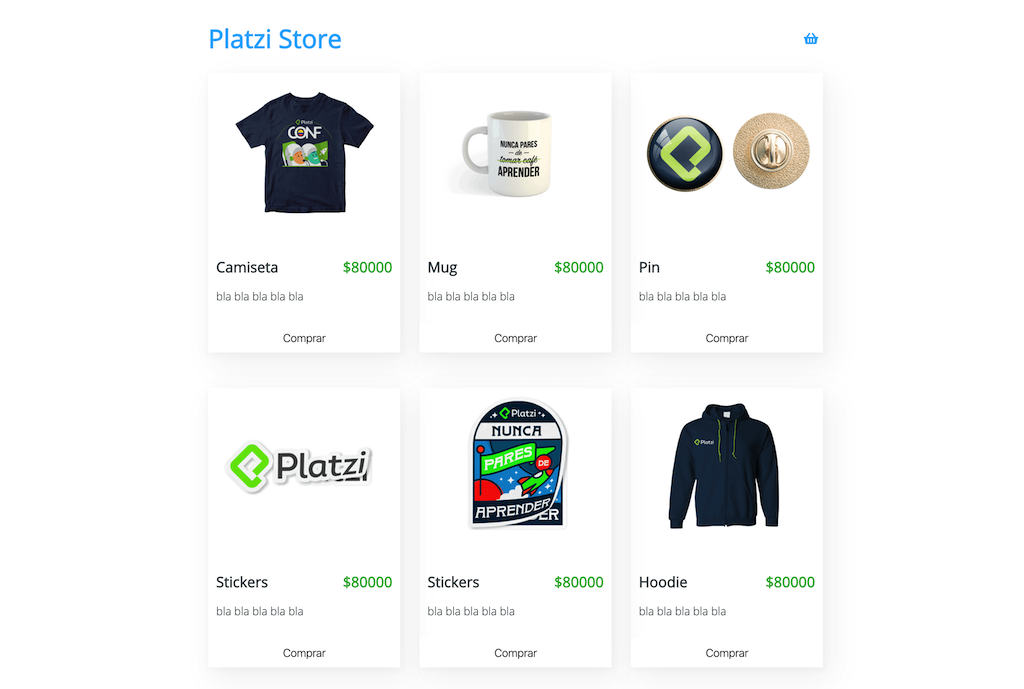 Platzi Store
Platzi
CONF
NUNCA PARES
de
tomar café
APRENDER
Camiseta $80000
bla bla bla bla bla
Comprar
Mug $80000
bla bla bla bla bla
Comprar
Pin $80000
bla bla bla bla bla
Comprar
Platzi
Platzi
NUNCA
PARES
DE
APRENDER
Platzi
Stickers $80000
bla bla bla bla bla
Comprar
Stickers $80000
bla bla bla bla bla
Comprar
Hoodie $80000
bla bla bla bla bla
Comprar